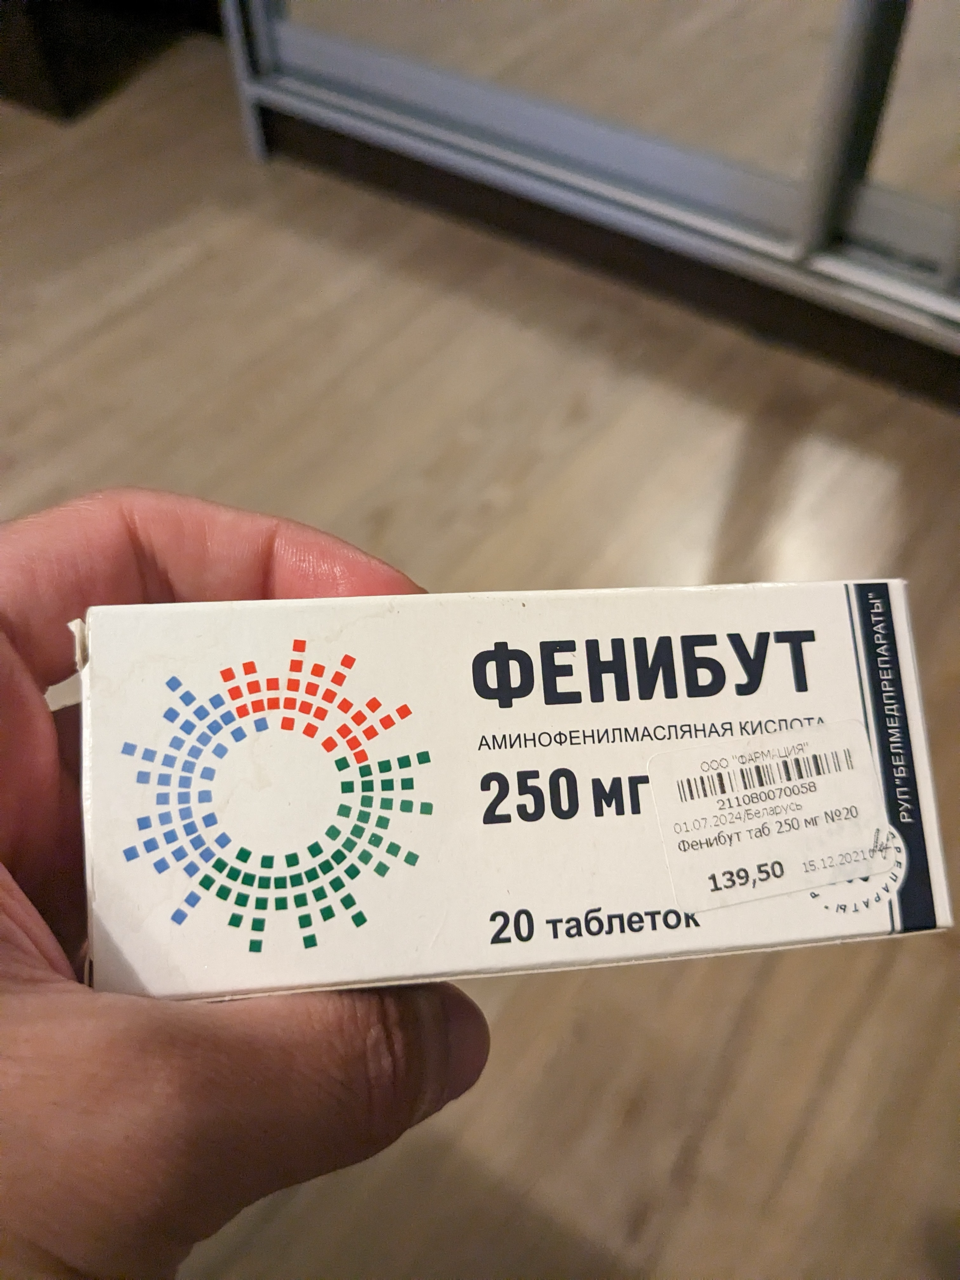 ФЕНИБУТ
АМИНОФЕНИЛМАСЛЯНАЯ КИСЛОТА
250 мг
20 таблеток
ООО "ФАРМАЦИЯ"
211080070058
01.07.2024/Беларусь
Фенибут таб 250 мг №20
139,50
15.12.2021
РУП"БЕЛМЕДПРЕПАРАТЫ"